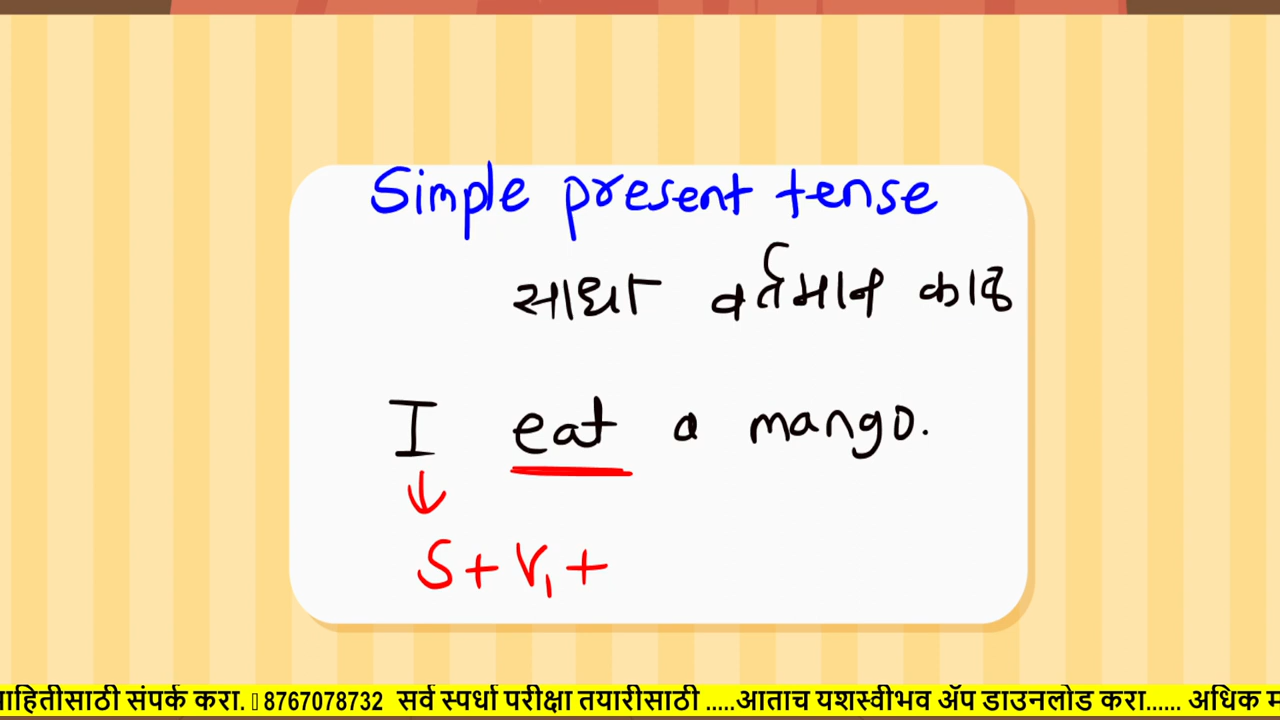 Simple present tense
साधा वर्तमान काळ
I eat a mango.
↓
S + V₁ +
ाहितीसाठी संपर्क करा. 8767078732 सर्व स्पर्धा परीक्षा तयारीसाठी .....आताच यशस्वीभव ॲप डाउनलोड करा...... अधिक म